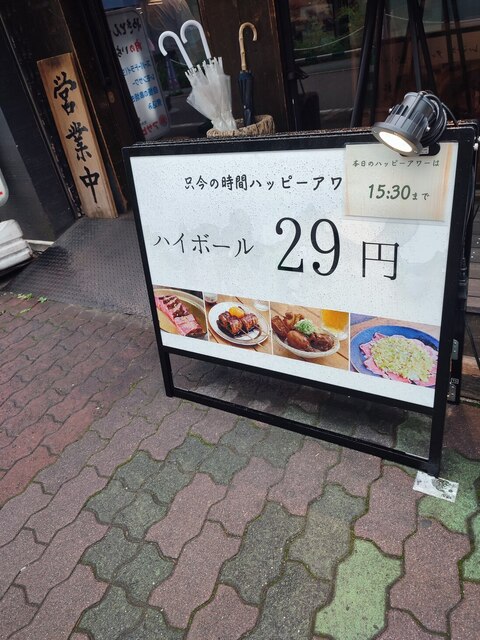 営業中
只今の時間ハッピーアワ
本日のハッピーアワーは
15:30まで
ハイボール 29円